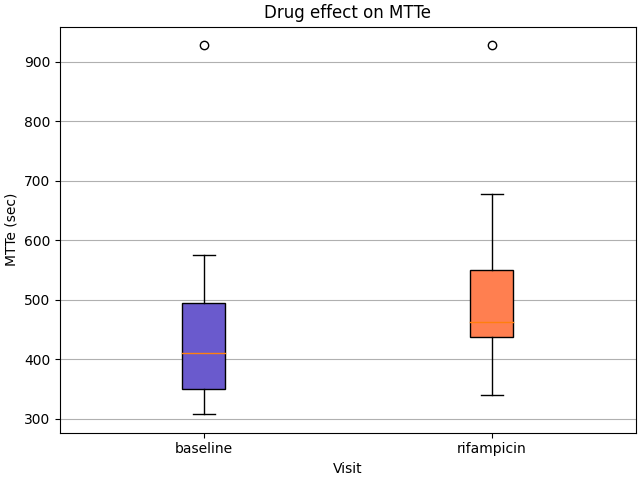 Drug effect on MTTe
900
800
700
600
500
400
300
MTTe (sec)
baseline
rifampicin
Visit